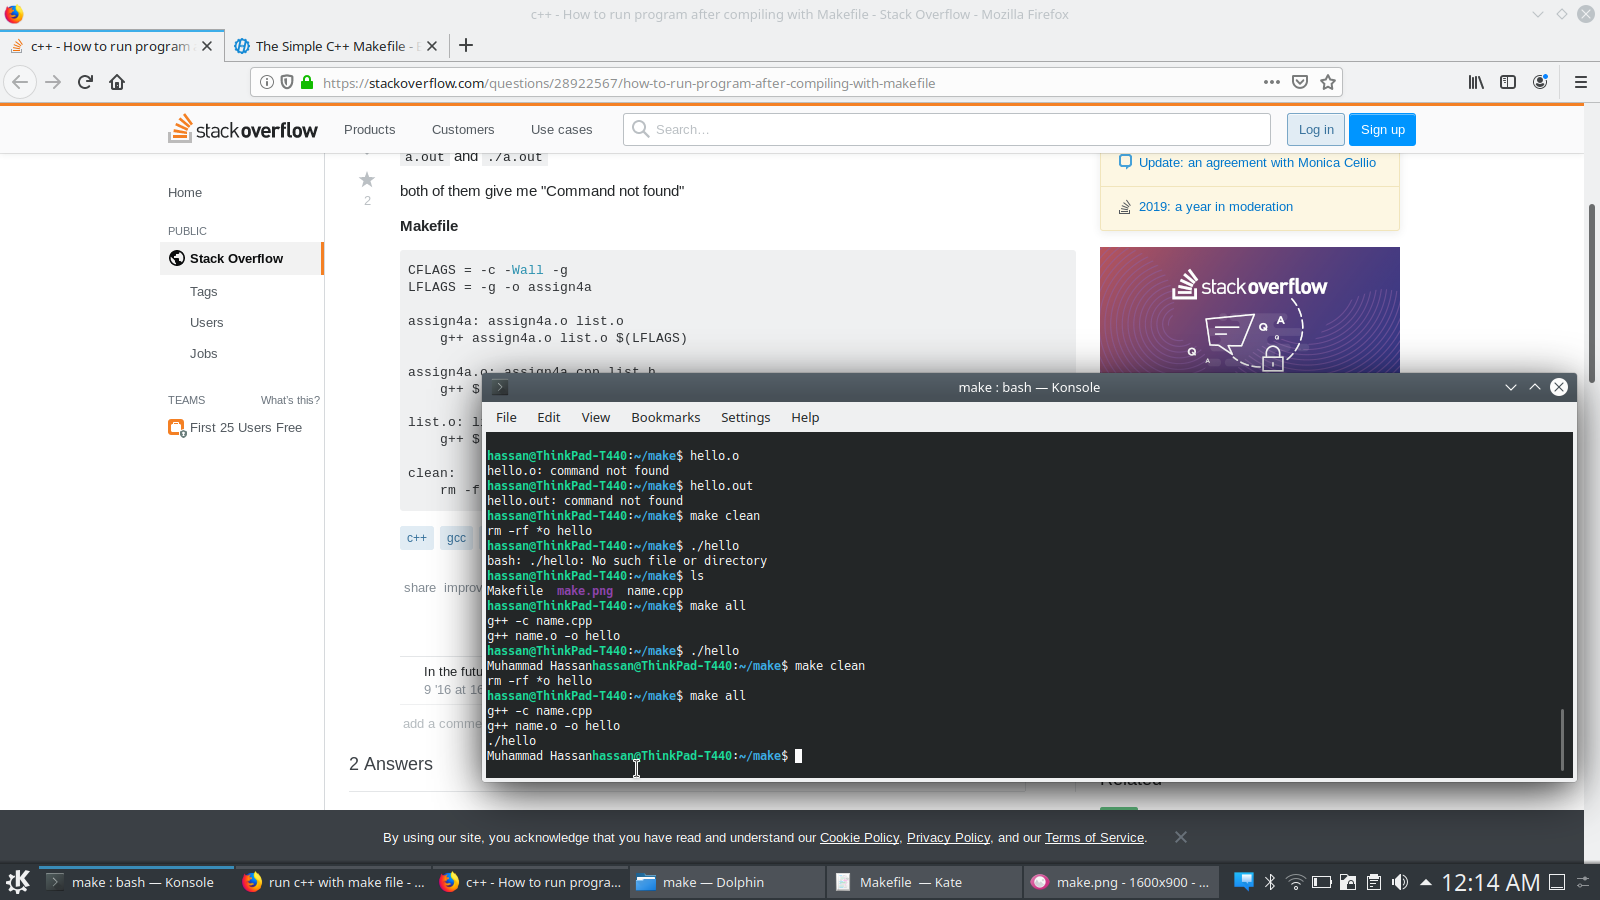 c++ - How to run program after compiling with Makefile - Stack Overflow - Mozilla Firefox
c++ - How to run program
The Simple C++ Makefile -
https://stackoverflow.com/questions/28922567/how-to-run-program-after-compiling-with-makefile
stackoverflow
Products
Customers
Use cases
Search…
Log in
Sign up
Home
PUBLIC
Stack Overflow
Tags
Users
Jobs
TEAMS
What's this?
First 25 Users Free
a.out and ./a.out
2
both of them give me "Command not found"
Makefile
CFLAGS = -c -Wall -g
LFLAGS = -g -o assign4a
assign4a: assign4a.o list.o
g++ assign4a.o list.o $(LFLAGS)
assign4a.o: assign4a.cpp list.h
g++ $
list.o:
g++ $
clean:
rm -f
c++
gcc
share
In the
9 '16 at
2 Answers
Update: an agreement with Monica Cellio
2019: a year in moderation
stackoverflow
Q
A
Q
A
Q
make : bash — Konsole
File
Edit
View
Bookmarks
Settings
Help
hassan@ThinkPad-T440:~/make$ hello.o
hello.o: command not found
hassan@ThinkPad-T440:~/make$ hello.out
hello.out: command not found
hassan@ThinkPad-T440:~/make$ make clean
rm -rf *o hello
hassan@ThinkPad-T440:~/make$ ./hello
bash: ./hello: No such file or directory
hassan@ThinkPad-T440:~/make$ ls
Makefile make.png name.cpp
hassan@ThinkPad-T440:~/make$ make all
g++ -c name.cpp
g++ name.o -o hello
hassan@ThinkPad-T440:~/make$ ./hello
Muhammad Hassanhassan@ThinkPad-T440:~/make$ make clean
rm -rf *o hello
hassan@ThinkPad-T440:~/make$ make all
g++ -c name.cpp
g++ name.o -o hello
./hello
Muhammad Hassanhassan@ThinkPad-T440:~/make$
Related
By using our site, you acknowledge that you have read and understand our Cookie Policy, Privacy Policy, and our Terms of Service.
make : bash — Konsole
run c++ with make file - ...
c++ - How to run progra...
make — Dolphin
Makefile — Kate
make.png - 1600x900 - ...
12:14 AM